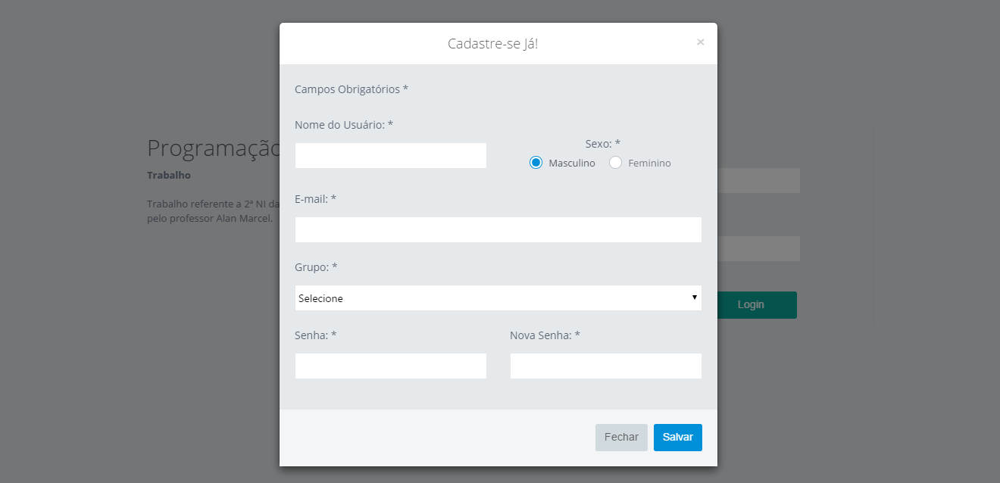 Cadastre-se Já!
×
Campos Obrigatórios *
Nome do Usuário: *
Sexo: *
Masculino
Feminino
E-mail: *
Grupo: *
Selecione
Senha: *
Nova Senha: *
Fechar
Salvar
Programação
Trabalho
Trabalho referente a 2ª NI da
pelo professor Alan Marcel.
Login